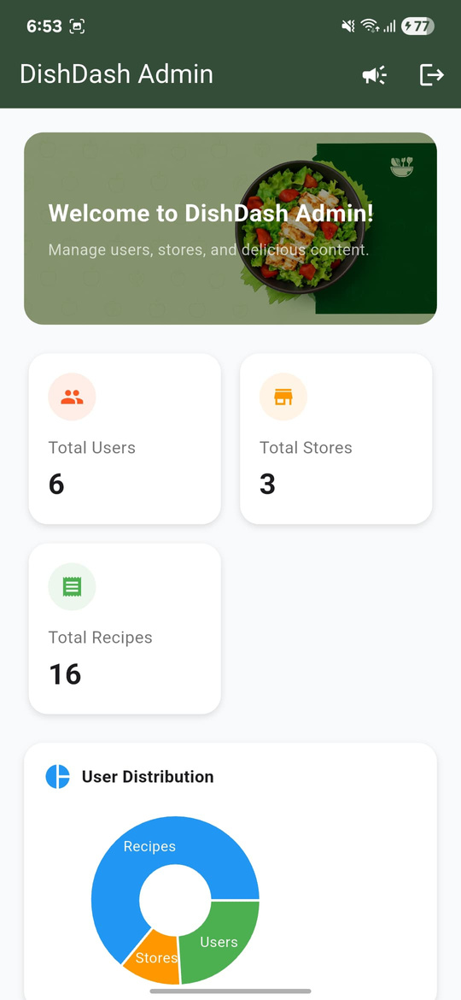 6:53
77
DishDash Admin
Welcome to DishDash Admin!
Manage users, stores, and delicious content.
Total Users
6
Total Stores
3
Total Recipes
16
User Distribution
Recipes
Users
Stores